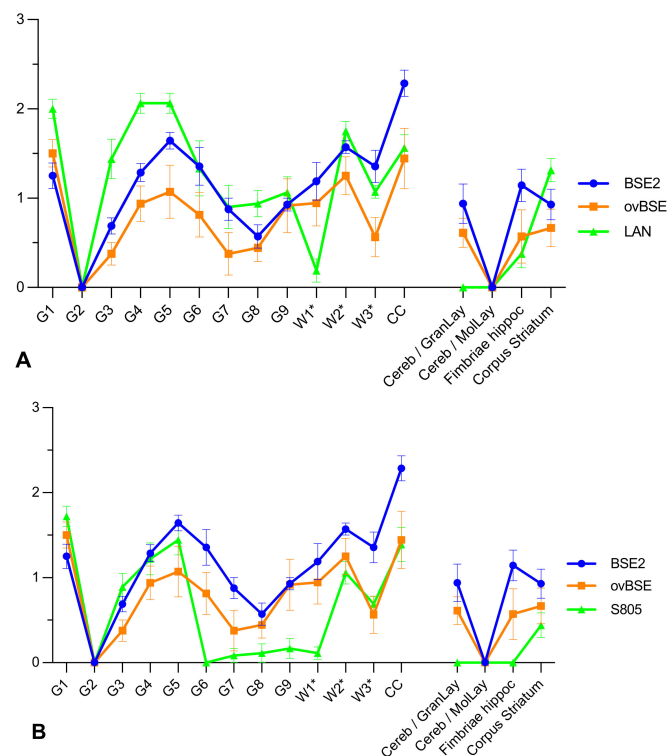 3
2
1
0
G1
G2
G3
G4
G5
G6
G7
G8
G9
W1*
W2*
W3*
CC
Cereb / GranLay
Cereb / MolLay
Fimbriae hippoc
Corpus Striatum
BSE2
ovBSE
LAN
A
3
2
1
0
G1
G2
G3
G4
G5
G6
G7
G8
G9
W1*
W2*
W3*
CC
Cereb / GranLay
Cereb / MolLay
Fimbriae hippoc
Corpus Striatum
BSE2
ovBSE
S805
B